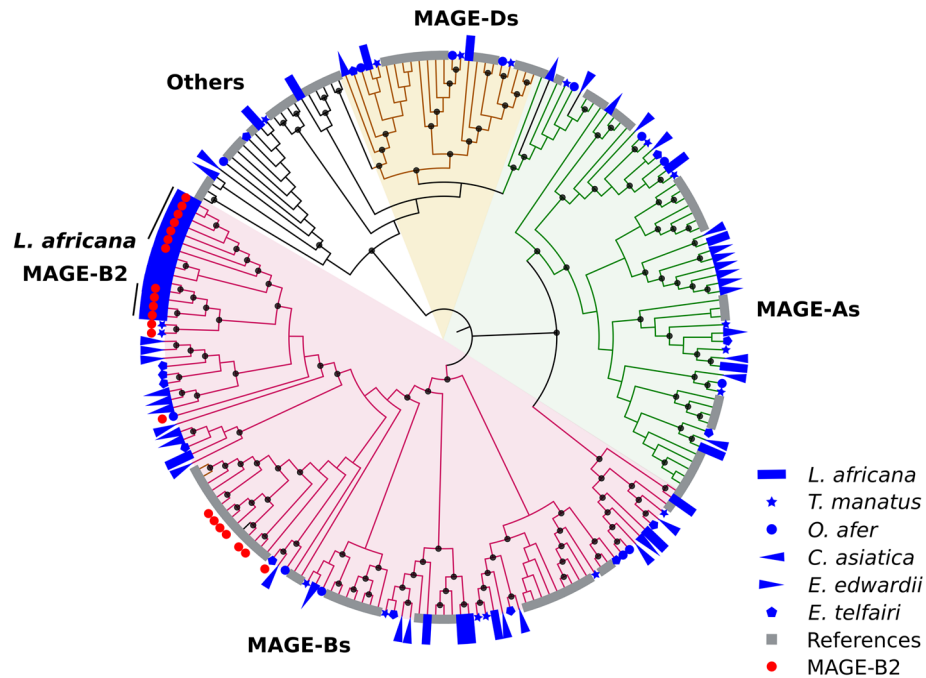 MAGE-Ds
Others
L. africana
MAGE-B2
MAGE-As
MAGE-Bs
L. africana
T. manatus
O. afer
C. asiatica
E. edwardii
E. telfairi
References
MAGE-B2